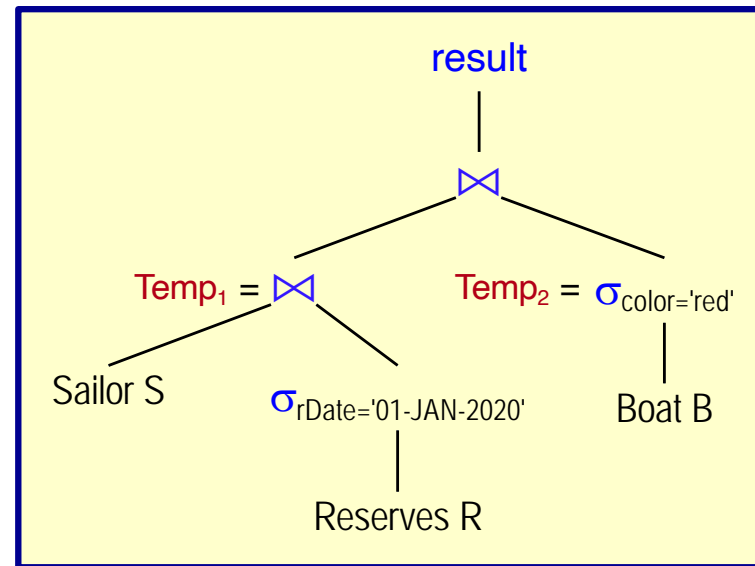 result
⋈
Temp₁ = ⋈
Temp₂ = σcolor='red'
Sailor S
σrDate='01-JAN-2020'
Boat B
Reserves R